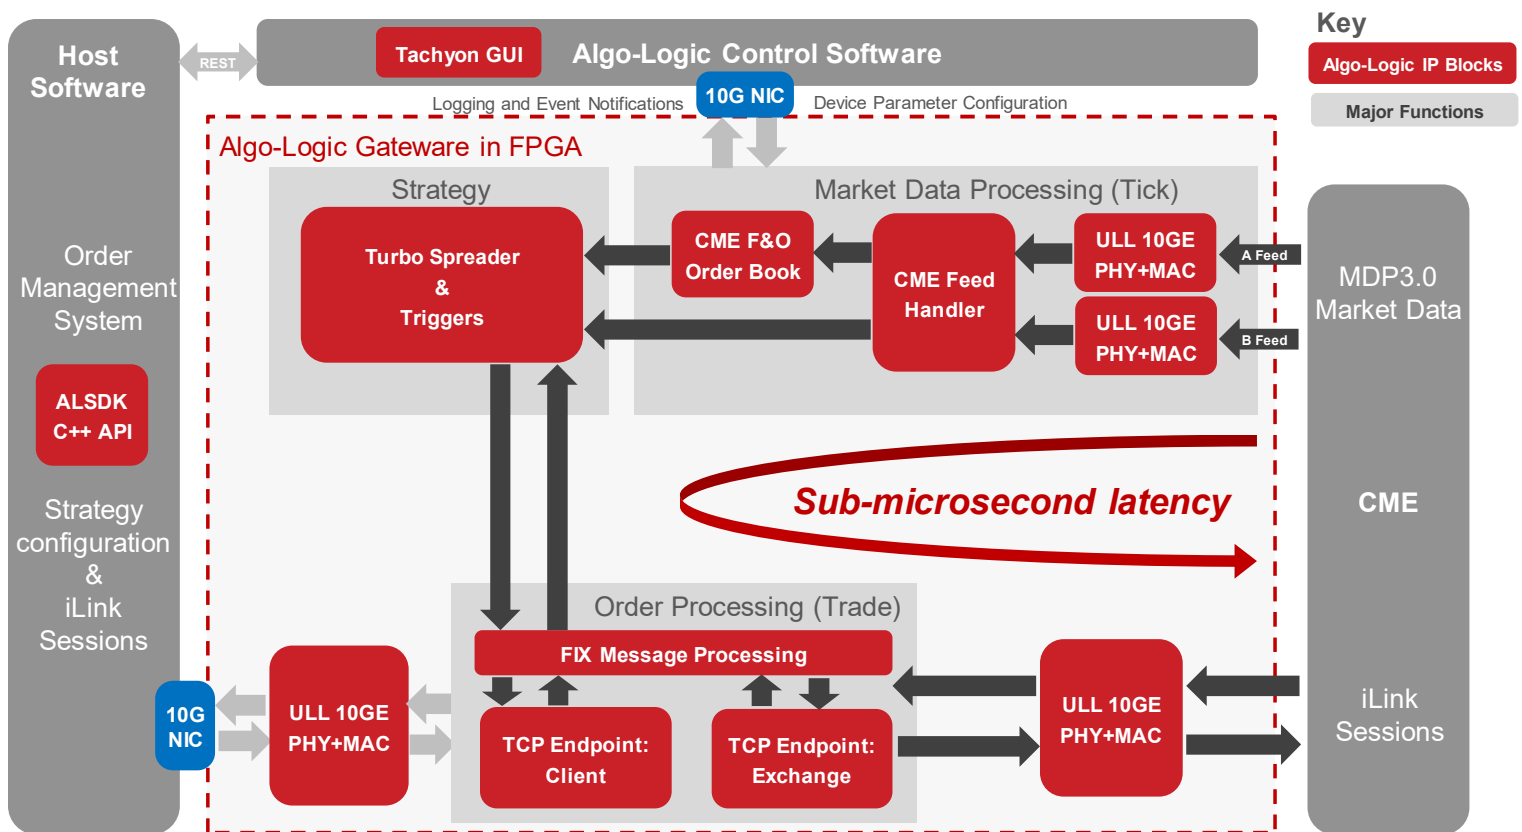 Host
Software
REST
Tachyon GUI
Algo-Logic Control Software
Key
Algo-Logic IP Blocks
Major Functions
Logging and Event Notifications
10G NIC
Device Parameter Configuration
Algo-Logic Gateware in FPGA
Strategy
Market Data Processing (Tick)
Turbo Spreader
&
Triggers
CME F&O
Order Book
CME Feed
Handler
ULL 10GE
PHY+MAC
A Feed
ULL 10GE
PHY+MAC
B Feed
Order
Management
System
ALSDK
C++ API
Strategy
configuration
&
iLink
Sessions
MDP3.0
Market Data
CME
iLink
Sessions
Sub-microsecond latency
Order Processing (Trade)
FIX Message Processing
10G
NIC
ULL 10GE
PHY+MAC
TCP Endpoint:
Client
TCP Endpoint:
Exchange
ULL 10GE
PHY+MAC